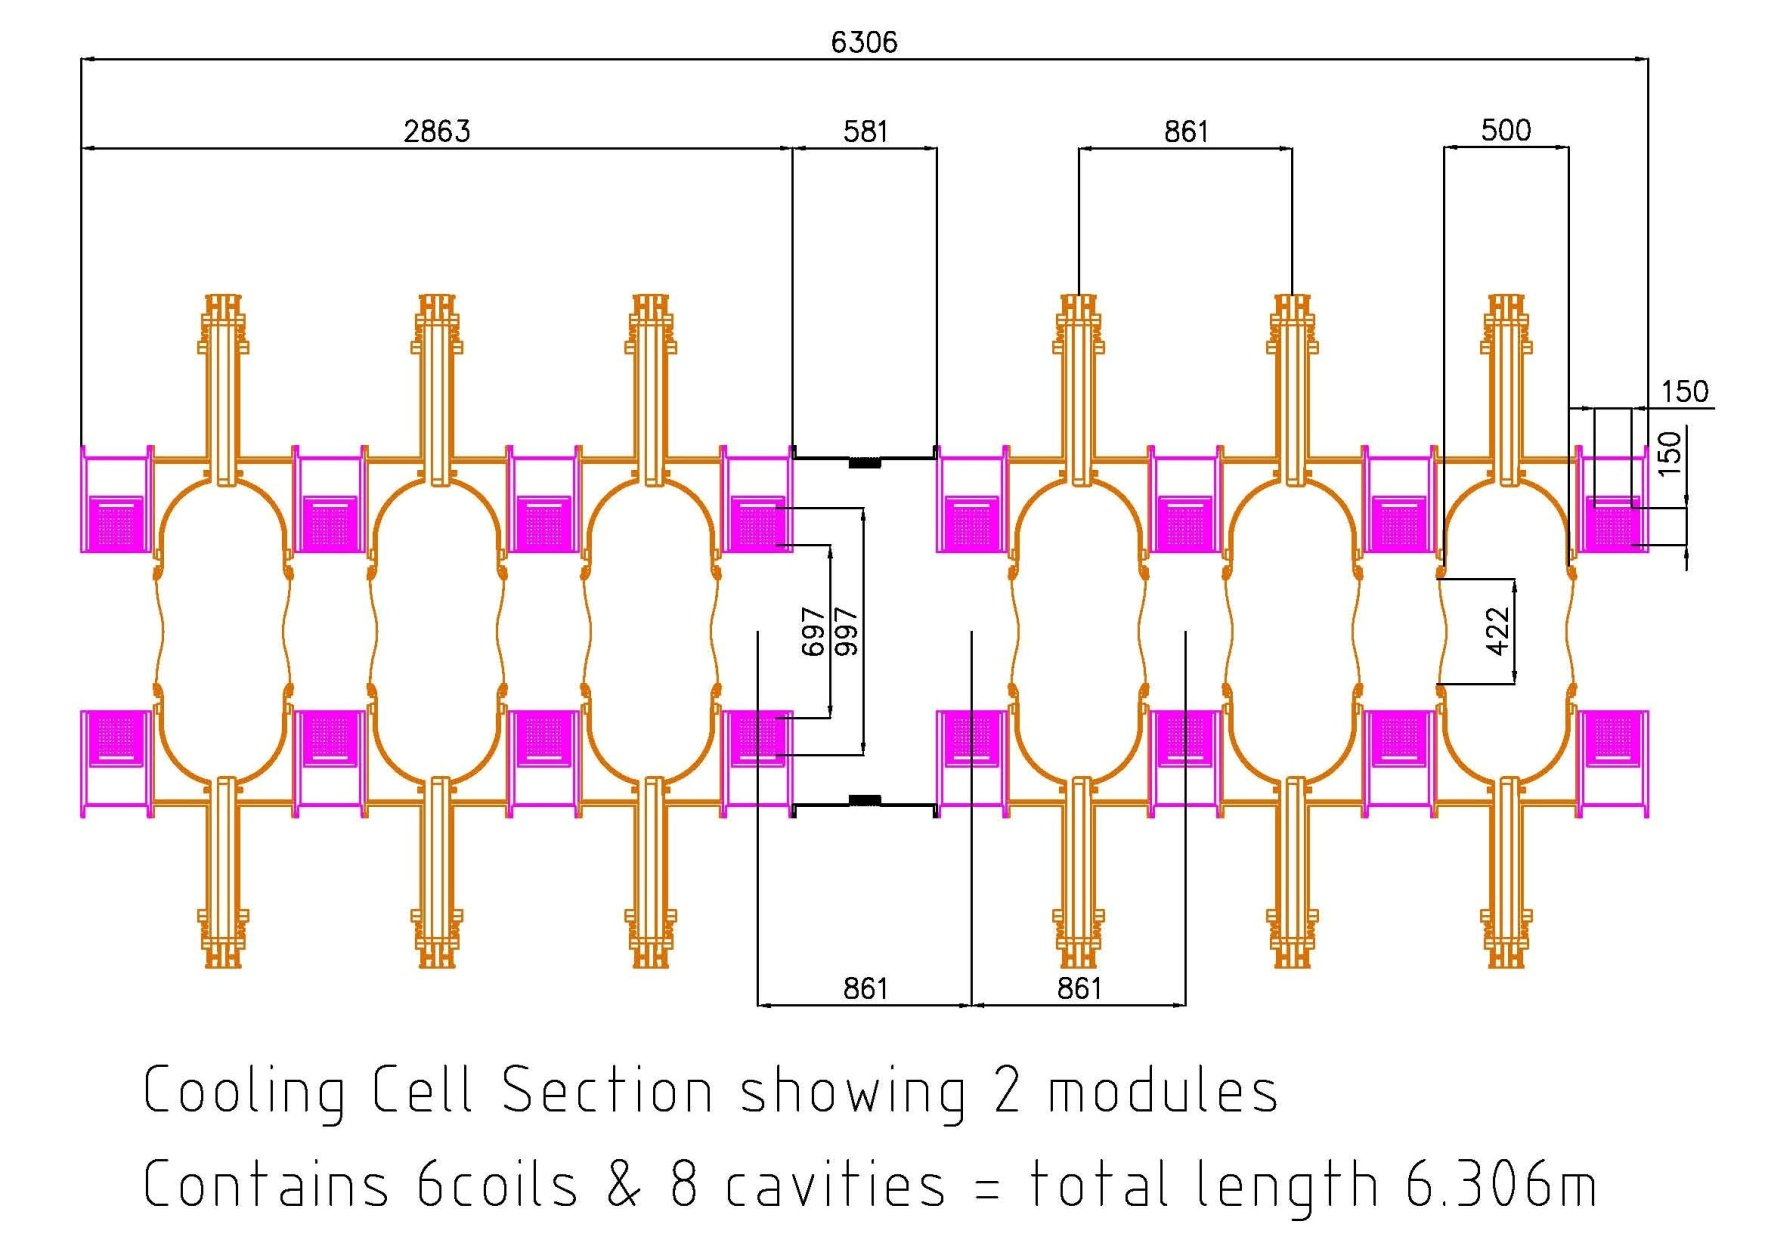 6306
2863 581 861 500
150
150
697
997
422
861 861
Cooling Cell Section showing 2 modules
Contains 6coils & 8 cavities = total length 6.306m